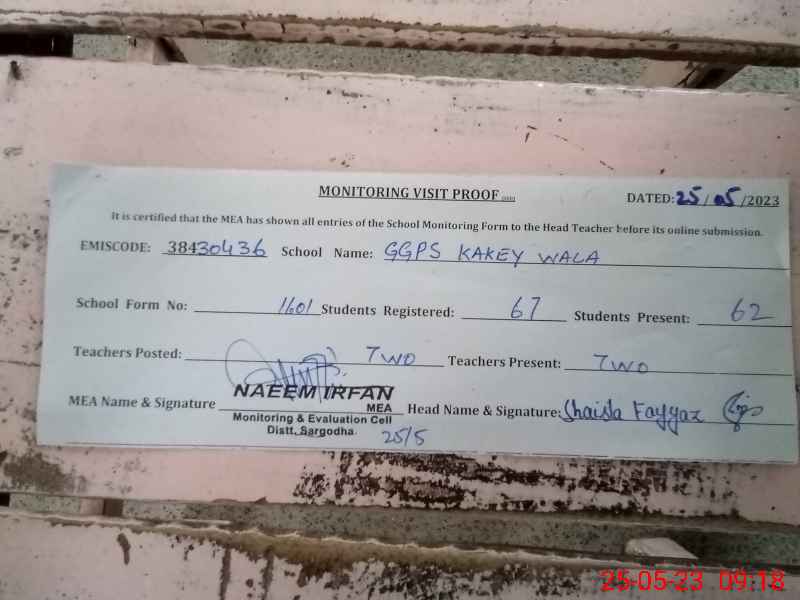 MONITORING VISIT PROOF
DATED: 25/05/2023
It is certified that the MEA has shown all entries of the School Monitoring Form to the Head Teacher before its online submission.
EMISCODE: 38430436 School Name: GGPS KAKEY WALA
School Form No: 1601 Students Registered: 67 Students Present: 62
Teachers Posted: TWO Teachers Present: TWO
MEA Name & Signature NAEEM IRFAN Head Name & Signature: Shaista Fayyaz
MEA
Monitoring & Evaluation Cell
Distt, Sargodha
25/5
25-05-23 09:18